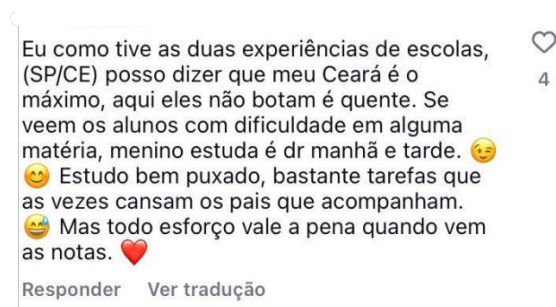 Eu como tive as duas experiências de escolas,
(SP/CE) posso dizer que meu Ceará é o
máximo, aqui eles não botam é quente. Se
veem os alunos com dificuldade em alguma
matéria, menino estuda é dr manhã e tarde. 😉
😊 Estudo bem puxado, bastante tarefas que
as vezes cansam os pais que acompanham.
😅 Mas todo esforço vale a pena quando vem
as notas. ❤️
4
Responder Ver tradução